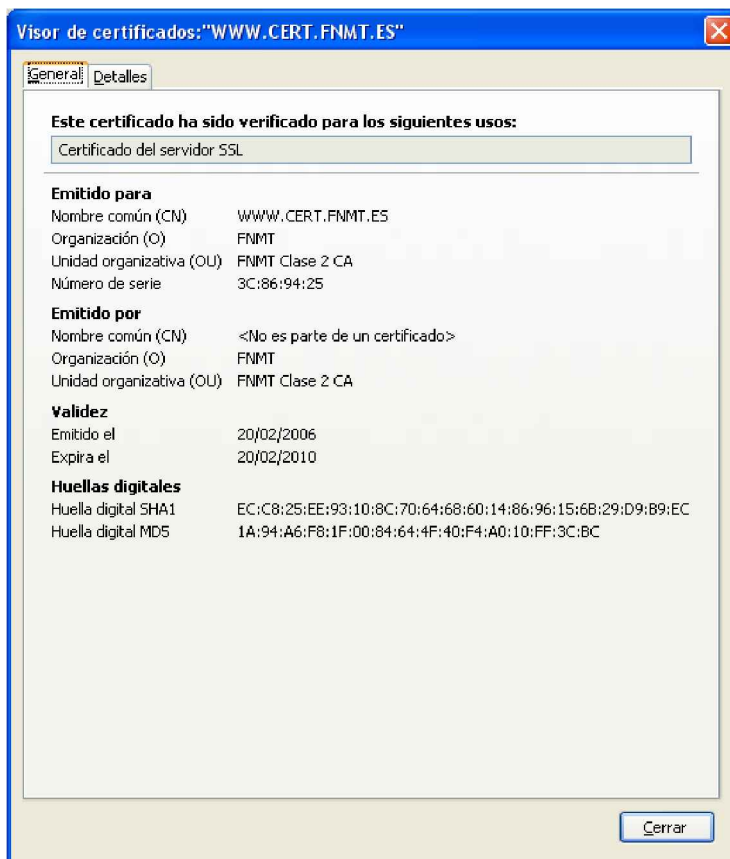 Visor de certificados:"WWW.CERT.FNMT.ES"
General Detalles
Este certificado ha sido verificado para los siguientes usos:
Certificado del servidor SSL
Emitido para
Nombre común (CN) WWW.CERT.FNMT.ES
Organización (O) FNMT
Unidad organizativa (OU) FNMT Clase 2 CA
Número de serie 3C:86:94:25
Emitido por
Nombre común (CN) <No es parte de un certificado>
Organización (O) FNMT
Unidad organizativa (OU) FNMT Clase 2 CA
Validez
Emitido el 20/02/2006
Expira el 20/02/2010
Huellas digitales
Huella digital SHA1 EC:C8:25:EE:93:10:8C:70:64:68:60:14:86:96:15:6B:29:D9:B9:EC
Huella digital MD5 1A:94:A6:F8:1F:00:84:64:4F:40:F4:A0:10:FF:3C:BC
Cerrar